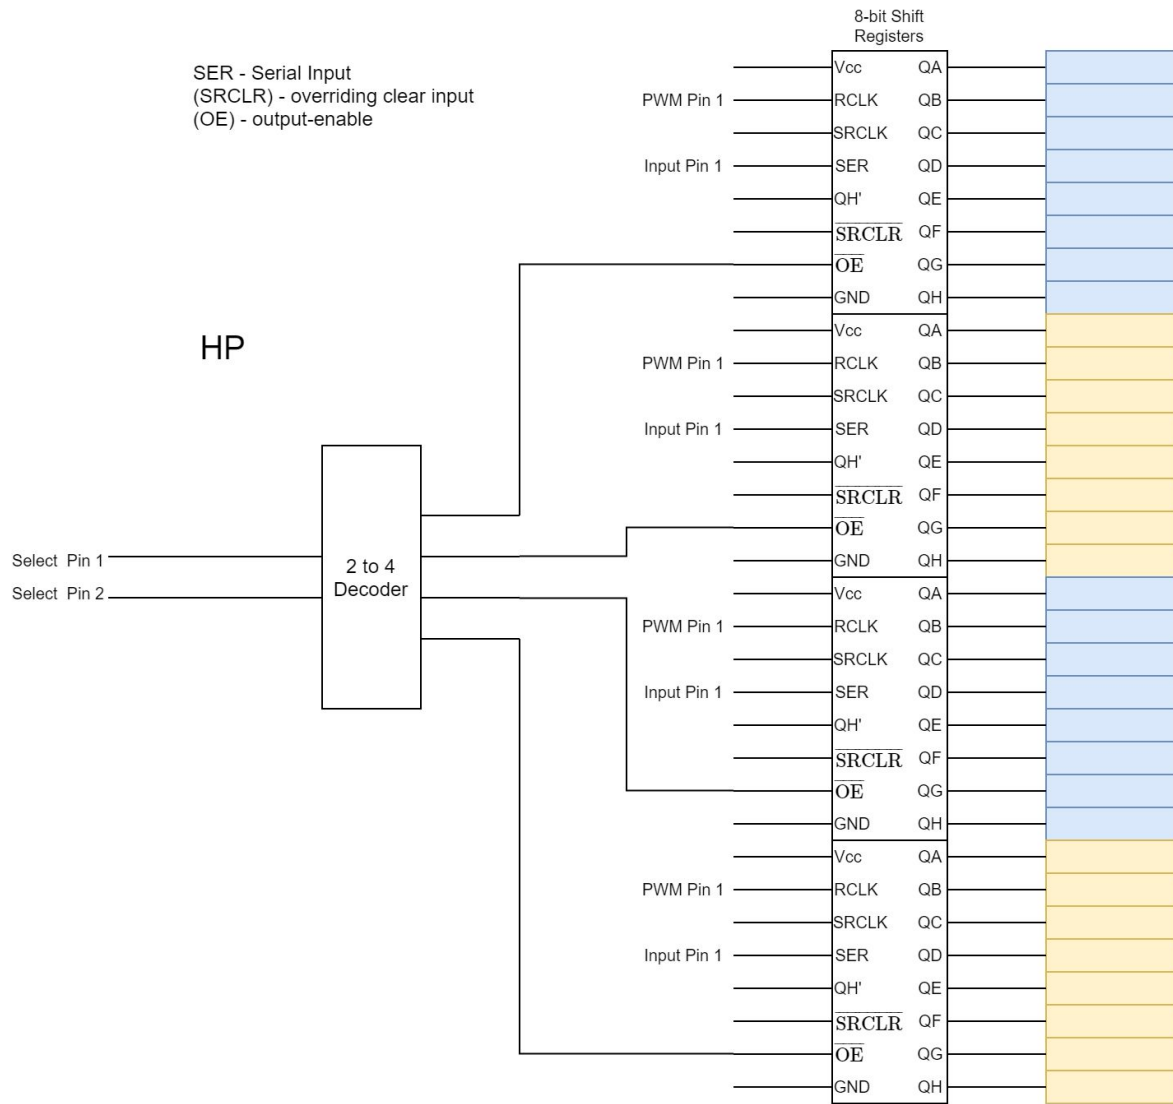 8-bit Shift
Registers
SER - Serial Input
(SRCLR) - overriding clear input
(OE) - output-enable
Vcc QA
PWM Pin 1 RCLK QB
SRCLK QC
Input Pin 1 SER QD
QH' QE
SRCLR QF
OE QG
GND QH
HP
Vcc QA
PWM Pin 1 RCLK QB
SRCLK QC
Input Pin 1 SER QD
QH' QE
SRCLR QF
OE QG
GND QH
Select Pin 1
Select Pin 2
2 to 4
Decoder
Vcc QA
PWM Pin 1 RCLK QB
SRCLK QC
Input Pin 1 SER QD
QH' QE
SRCLR QF
OE QG
GND QH
Vcc QA
PWM Pin 1 RCLK QB
SRCLK QC
Input Pin 1 SER QD
QH' QE
SRCLR QF
OE QG
GND QH